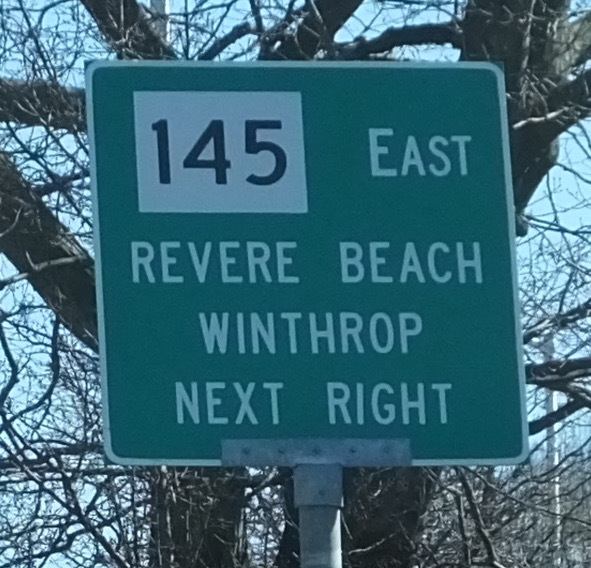 145 EAST
REVERE BEACH
WINTHROP
NEXT RIGHT